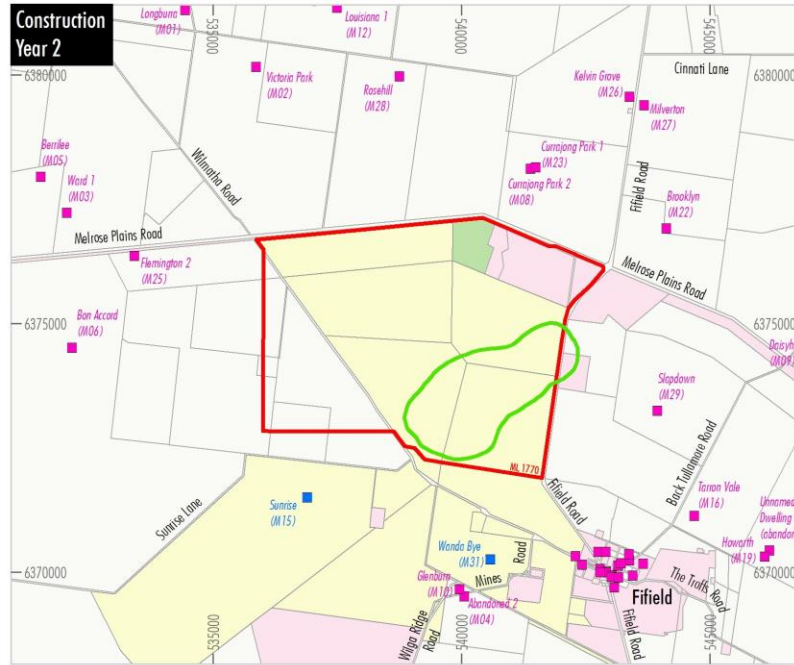 Construction
Year 2
Longburra
(M01)
Louisiana 1
(M12)
535000
540000
545000
6380000
6380000
Victoria Park
(M02)
Rosehill
(M28)
Kelvin Grove
(M26)
Cinnati Lane
Milverton
(M27)
Berrilee
(M05)
Ward 1
(M03)
Wilmatha Road
Currajong Park 1
(M23)
Currajong Park 2
(M08)
Fifield Road
Brooklyn
(M22)
Melrose Plains Road
Flemington 2
(M25)
Melrose Plains Road
6375000
6375000
Bon Accord
(M06)
Slapdown
(M29)
ML 1770
Back Tullamore Road
Fifield Road
Sunrise Lane
Sunrise
(M15)
Tarran Vale
(M16)
Unnamed
Dwelling
Howarth
(M19)
Wanda Bye
(M31)
Road
Mines
6370000
6370000
Glenburn
(M10)
Abandoned 2
(M04)
The Troffs Road
Fifield
Wilga Ridge
Road
Fifield Road
535000
540000
545000